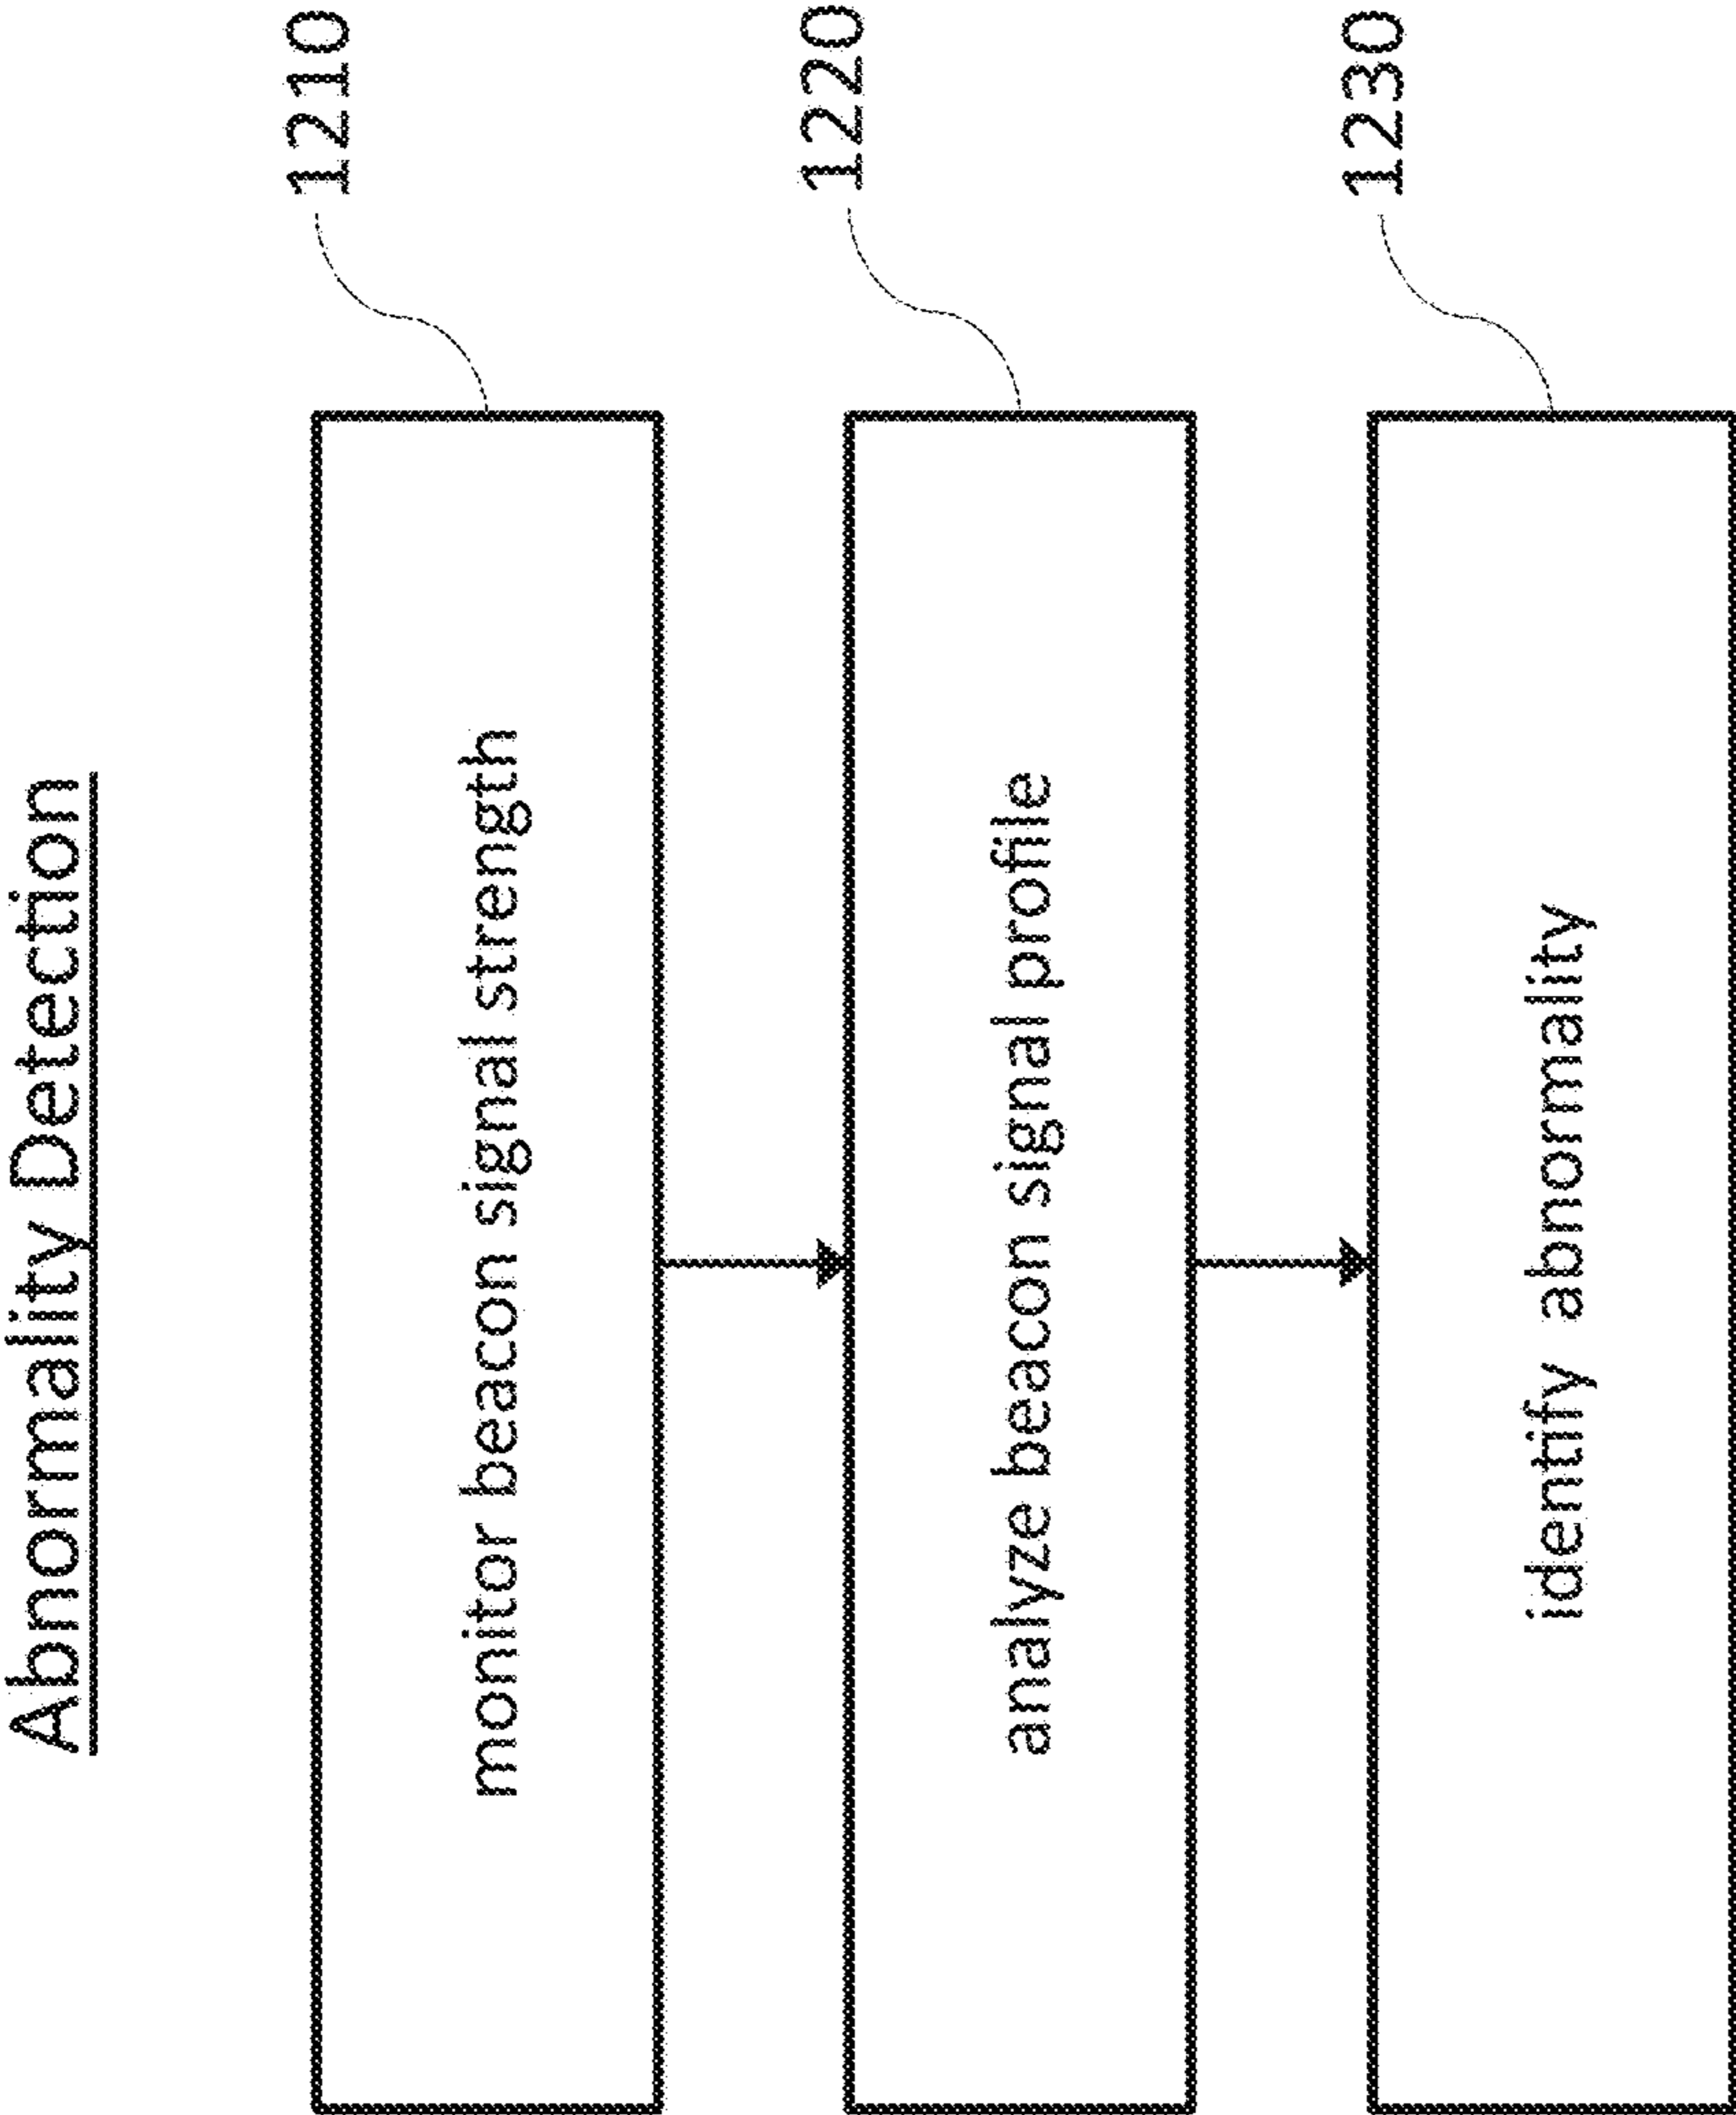 Abnormality Detection
monitor beacon signal strength
1210
analyze beacon signal profile
1220
identify abnormality
1230